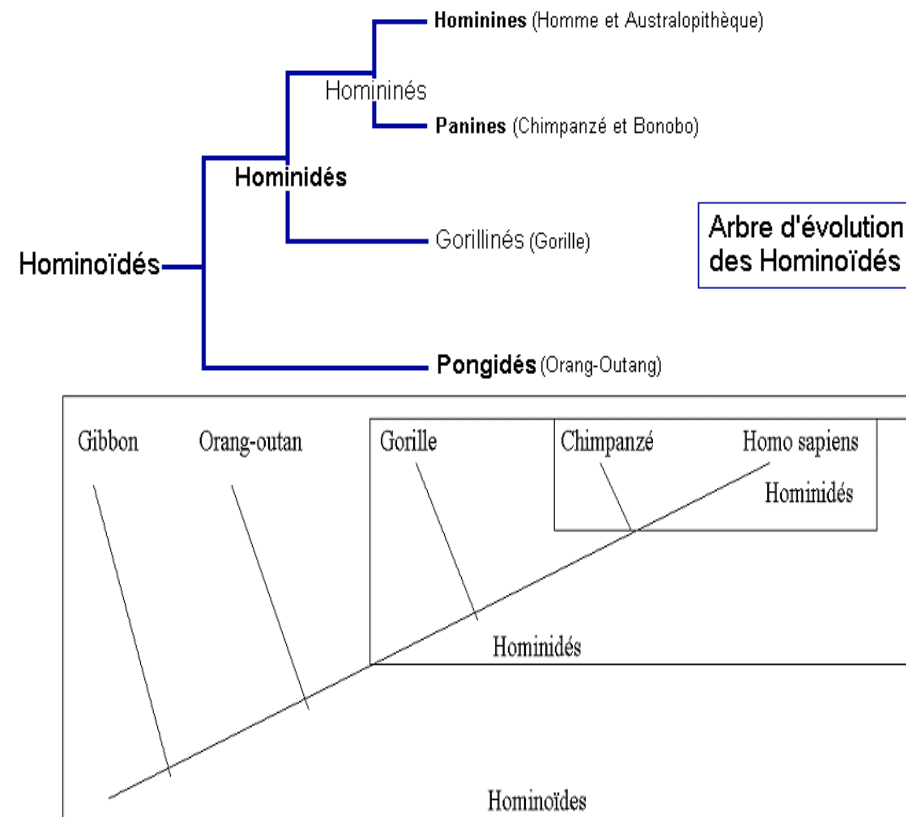 Hominines (Homme et Australopithèque)
Homininés
Panines (Chimpanzé et Bonobo)
Hominidés
Gorillinés (Gorille)
Arbre d'évolution
des Hominoïdés
Hominoïdés
Pongidés (Orang-Outang)
Gibbon Orang-outan Gorille Chimpanzé Homo sapiens
Hominidés
Hominidés
Hominoïdes